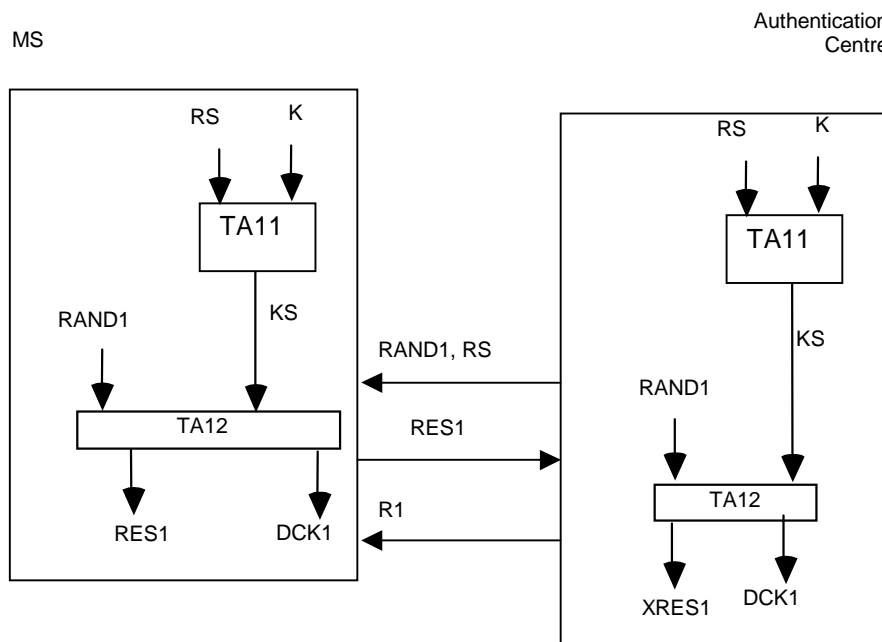 MS
Authentication
Centre
RS
K
TA11
KS
RAND1
TA12
RES1
DCK1
RAND1, RS
RES1
R1
RS
K
TA11
KS
RAND1
TA12
XRES1
DCK1